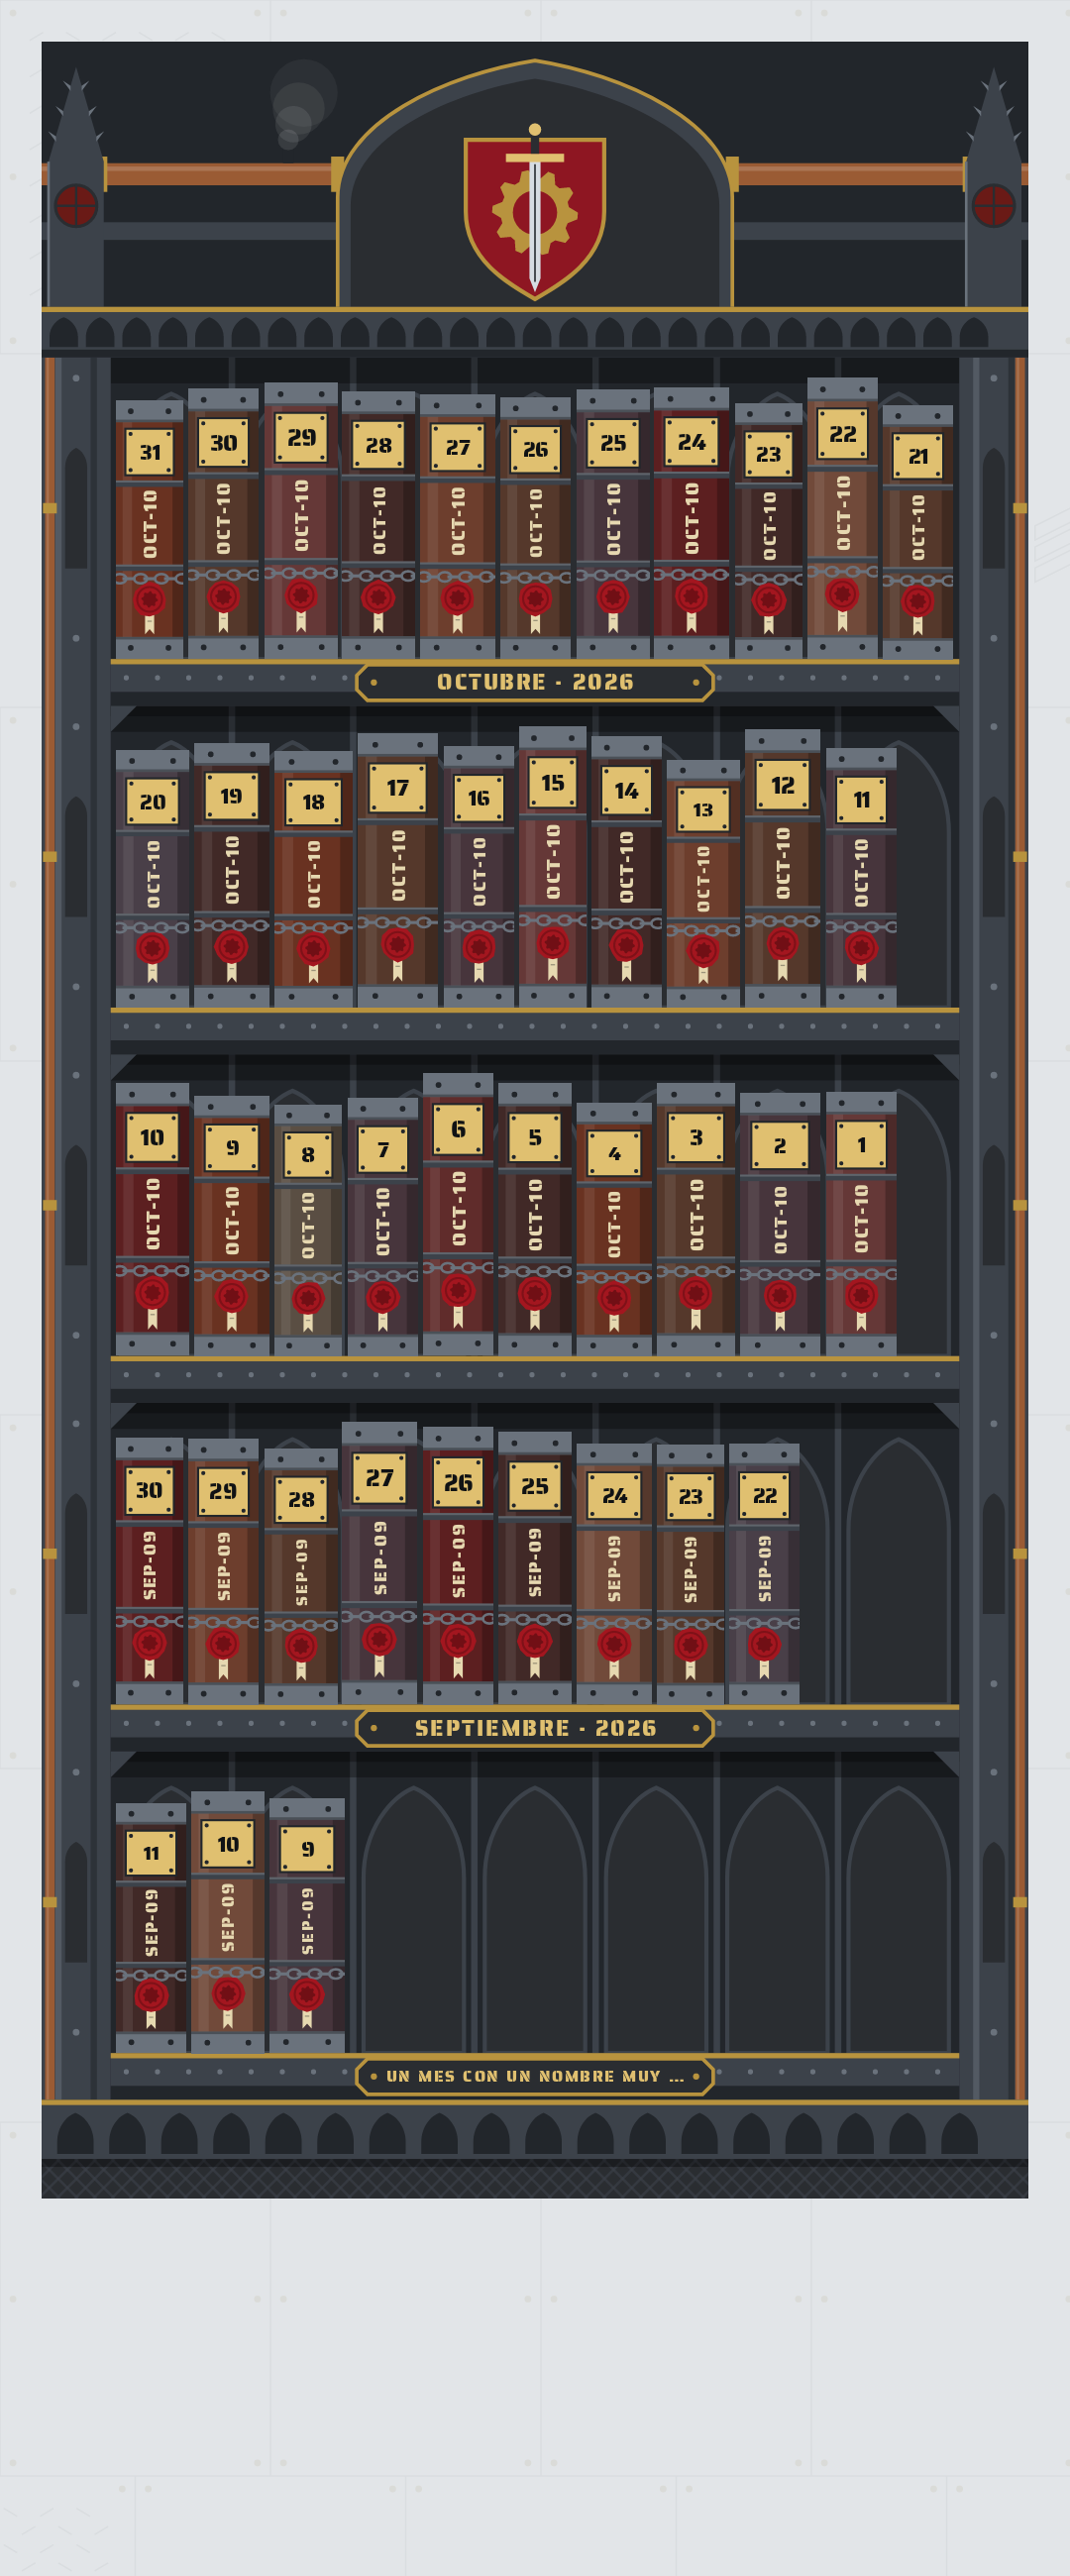 31 30 29 28 27 26 25 24 23 22 21
OCT-10 OCT-10 OCT-10 OCT-10 OCT-10 OCT-10 OCT-10 OCT-10 OCT-10 OCT-10 OCT-10
OCTUBRE - 2026
20 19 18 17 16 15 14 13 12 11
OCT-10 OCT-10 OCT-10 OCT-10 OCT-10 OCT-10 OCT-10 OCT-10 OCT-10 OCT-10
10 9 8 7 6 5 4 3 2 1
OCT-10 OCT-10 OCT-10 OCT-10 OCT-10 OCT-10 OCT-10 OCT-10 OCT-10 OCT-10
30 29 28 27 26 25 24 23 22
SEP-09 SEP-09 SEP-09 SEP-09 SEP-09 SEP-09 SEP-09 SEP-09 SEP-09
SEPTIEMBRE - 2026
11 10 9
SEP-09 SEP-09 SEP-09
UN MES CON UN NOMBRE MUY ...